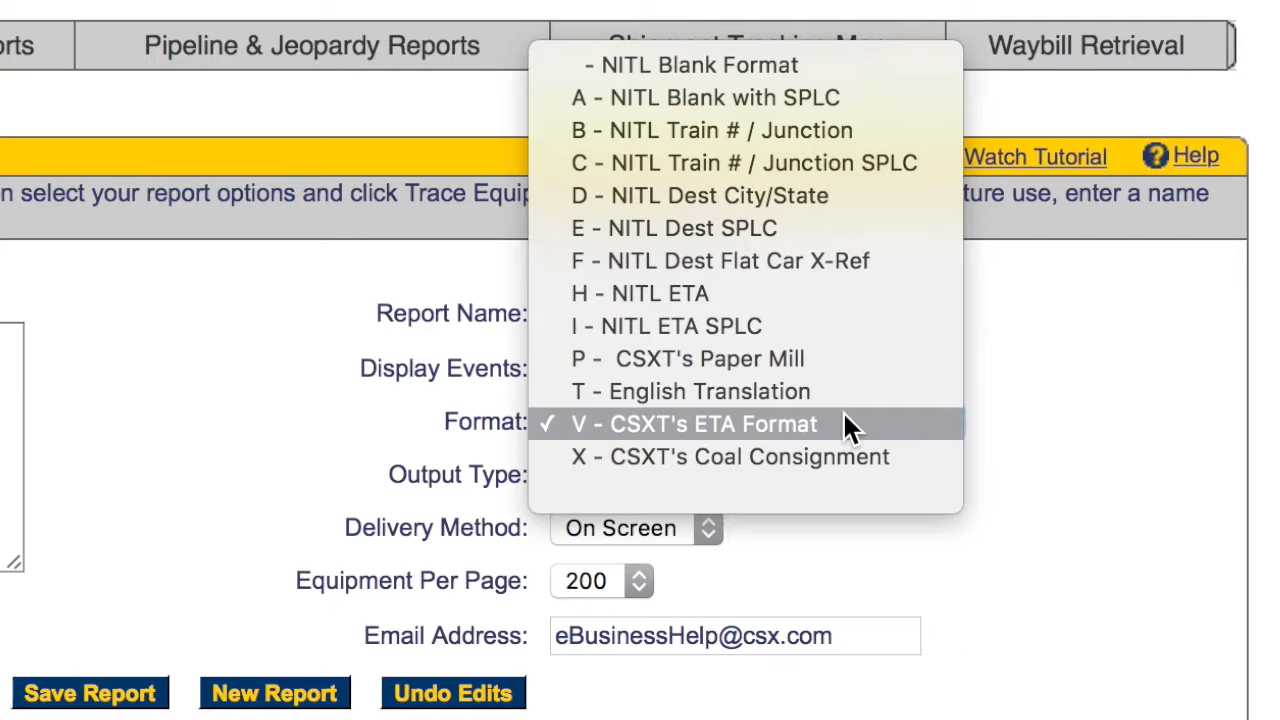 orts
Pipeline & Jeopardy Reports
Waybill Retrieval
Watch Tutorial
Help
n select your report options and click Trace Equip
ture use, enter a name
- NITL Blank Format
A - NITL Blank with SPLC
B - NITL Train # / Junction
C - NITL Train # / Junction SPLC
D - NITL Dest City/State
E - NITL Dest SPLC
F - NITL Dest Flat Car X-Ref
H - NITL ETA
I - NITL ETA SPLC
P - CSXT's Paper Mill
T - English Translation
✓ V - CSXT's ETA Format
X - CSXT's Coal Consignment
Report Name:
Display Events:
Format:
Output Type:
Delivery Method: On Screen
Equipment Per Page: 200
Email Address: eBusinessHelp@csx.com
Save Report
New Report
Undo Edits